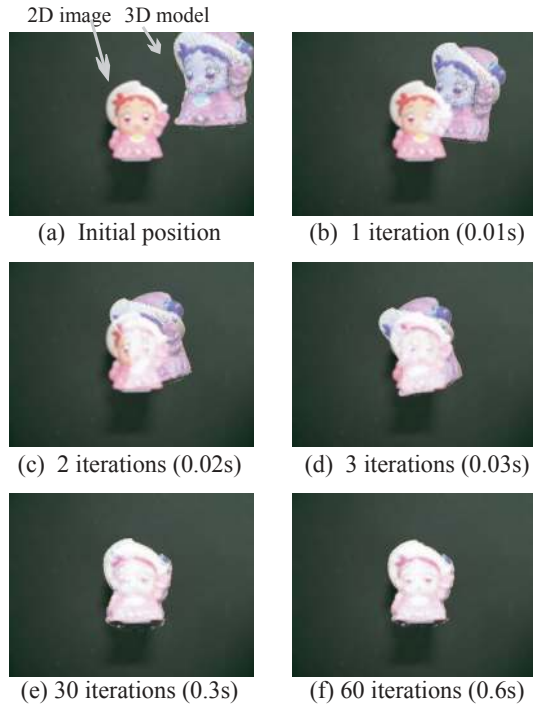 2D image 3D model
(a) Initial position
(b) 1 iteration (0.01s)
(c) 2 iterations (0.02s)
(d) 3 iterations (0.03s)
(e) 30 iterations (0.3s)
(f) 60 iterations (0.6s)